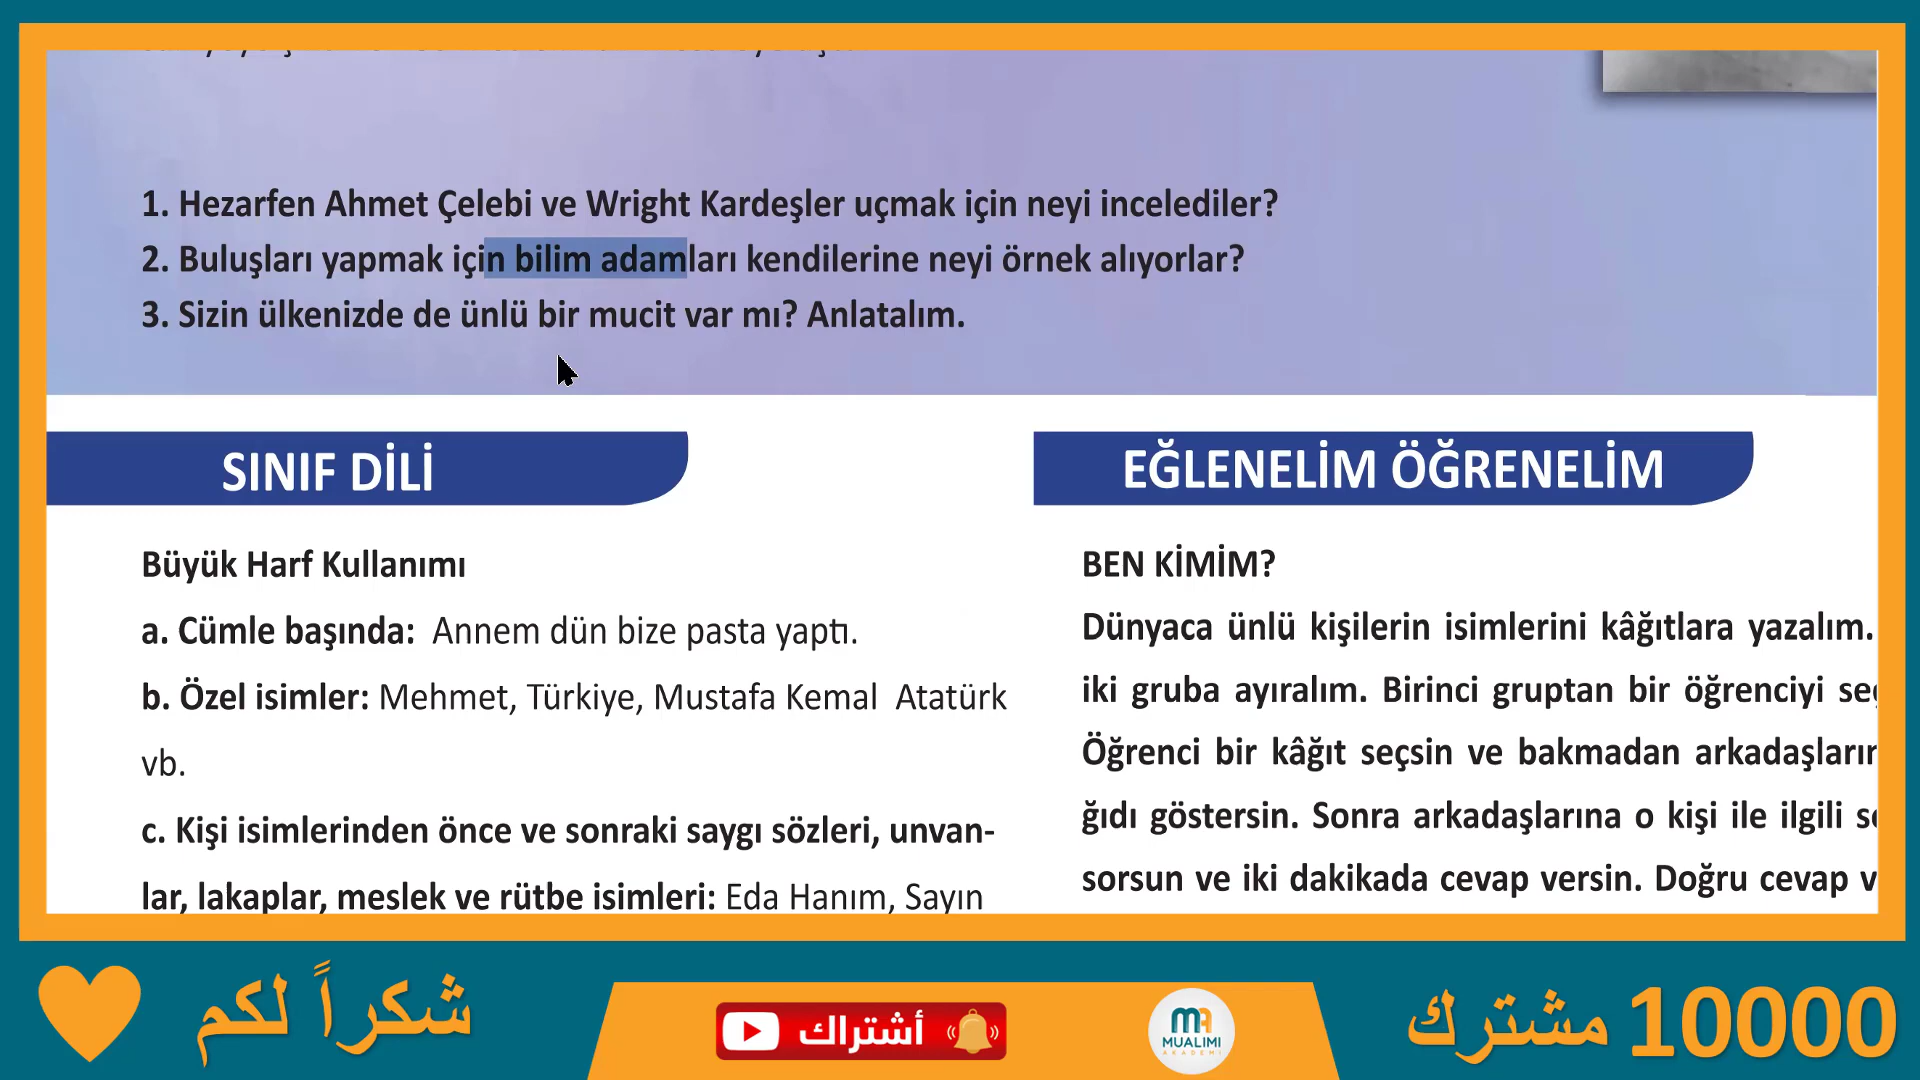 1. Hezarfen Ahmet Çelebi ve Wright Kardeşler uçmak için neyi incelediler?
2. Buluşları yapmak için bilim adamları kendilerine neyi örnek alıyorlar?
3. Sizin ülkenizde de ünlü bir mucit var mı? Anlatalım.
SINIF DİLİ
Büyük Harf Kullanımı
a. Cümle başında: Annem dün bize pasta yaptı.
b. Özel isimler: Mehmet, Türkiye, Mustafa Kemal Atatürk
vb.
c. Kişi isimlerinden önce ve sonraki saygı sözleri, unvan-
lar, lakaplar, meslek ve rütbe isimleri: Eda Hanım, Sayın
EĞLENELİM ÖĞRENELİM
BEN KİMİM?
Dünyaca ünlü kişilerin isimlerini kâğıtlara yazalım.
iki gruba ayıralım. Birinci gruptan bir öğrenciyi
Öğrenci bir kâğıt seçsin ve bakmadan
ğıdı göstersin. Sonra arkadaşlarına o kişi ile ilgili
sorsun ve iki dakikada cevap versin. Doğru cevap
شكراً لكم
أشتراك
MUALIMI
AKADEMI
10000 مشترك